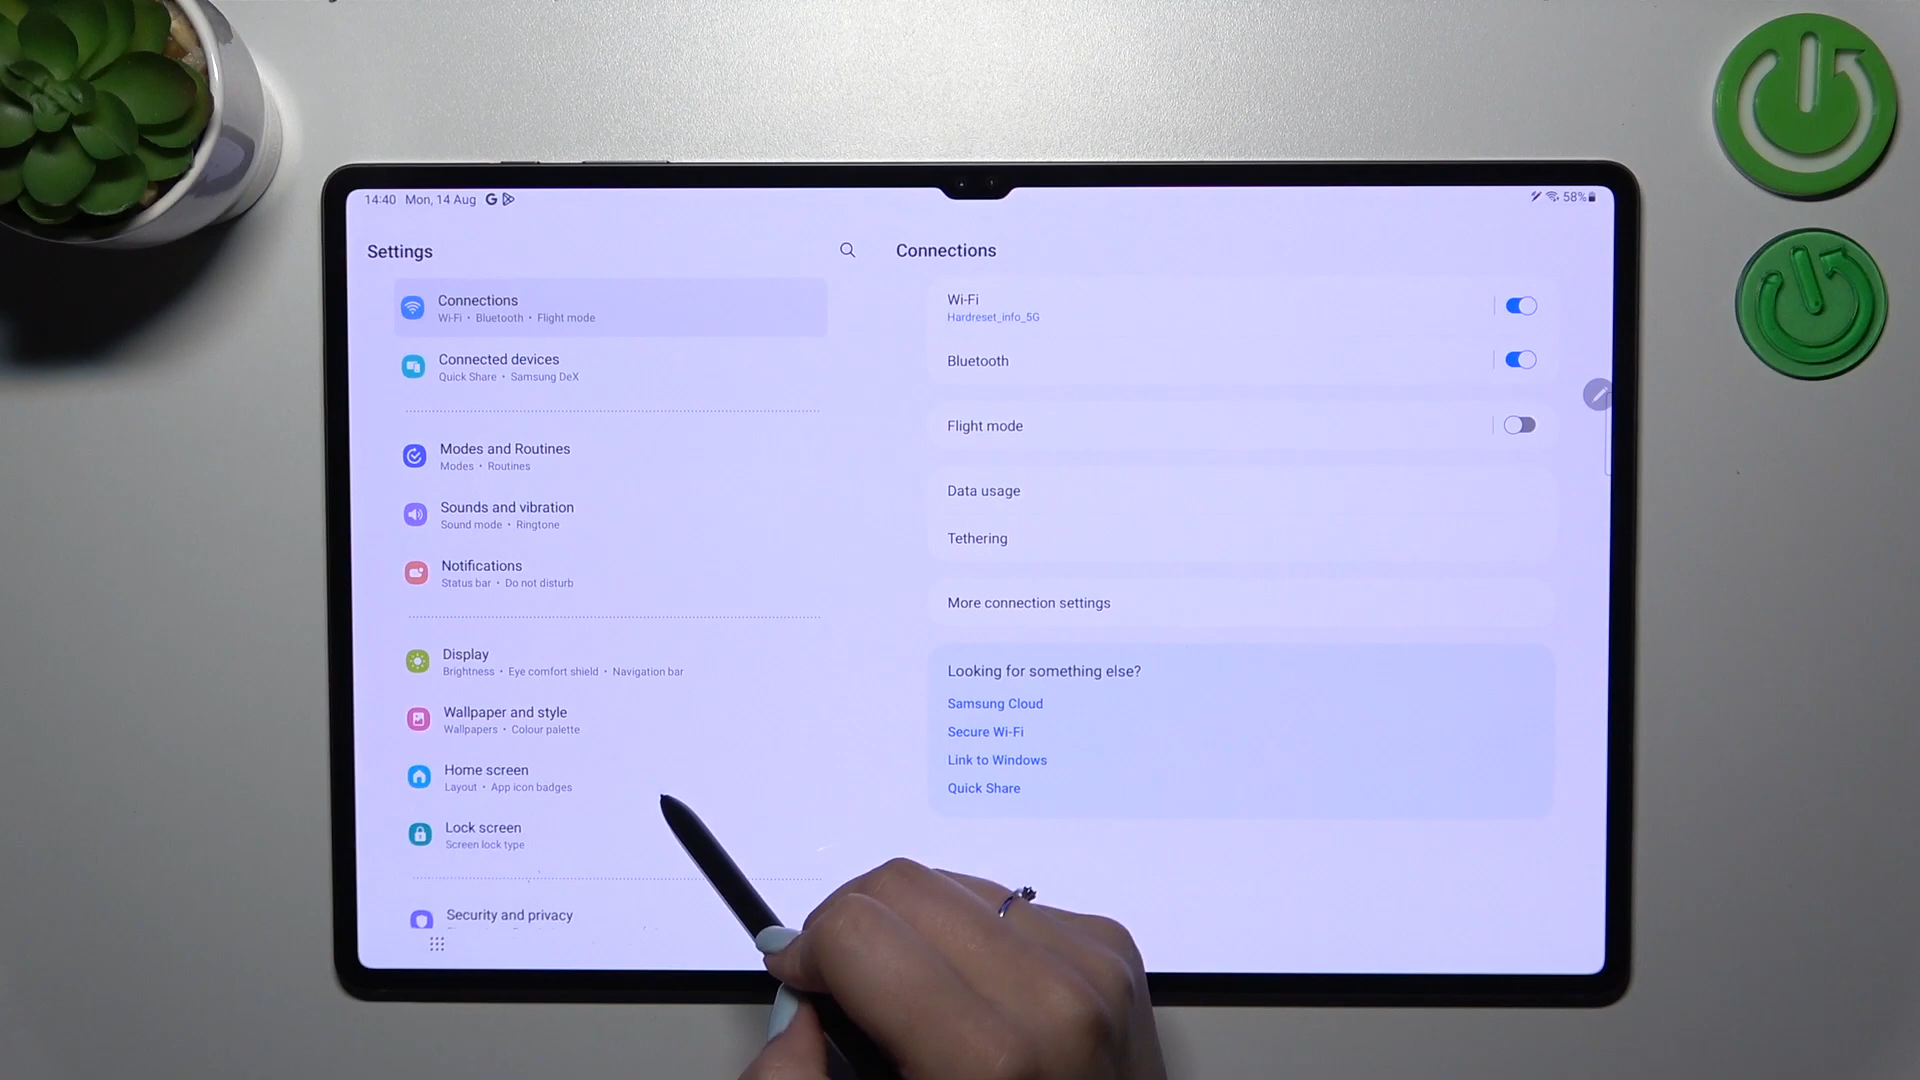 14:40 Mon, 14 Aug G
58%
Settings
Connections
Wi-Fi • Bluetooth • Flight mode
Connected devices
Quick Share • Samsung DeX
Modes and Routines
Modes • Routines
Sounds and vibration
Sound mode • Ringtone
Notifications
Status bar • Do not disturb
Display
Brightness • Eye comfort shield • Navigation bar
Wallpaper and style
Wallpapers • Colour palette
Home screen
Layout • App icon badges
Lock screen
Screen lock type
Security and privacy
Connections
Wi-Fi
Hardreset_info_5G
Bluetooth
Flight mode
Data usage
Tethering
More connection settings
Looking for something else?
Samsung Cloud
Secure Wi-Fi
Link to Windows
Quick Share